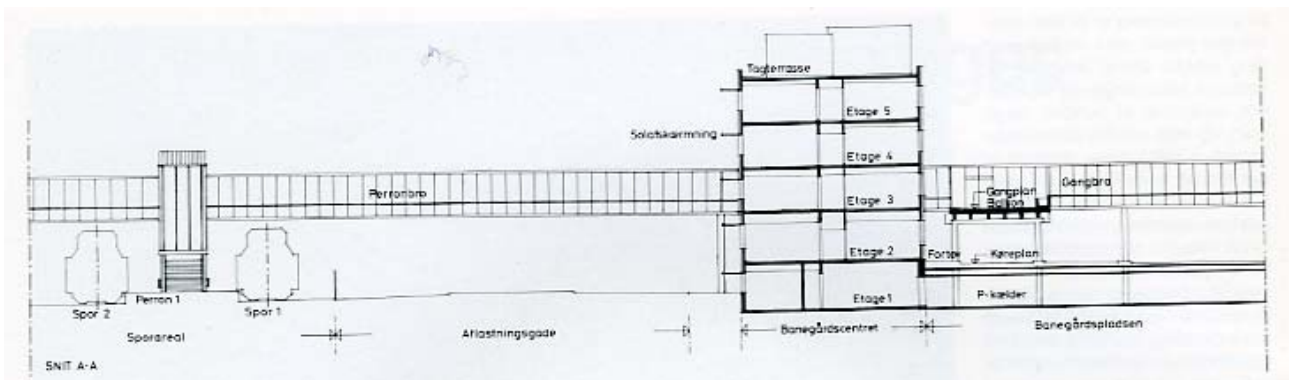 Tagterrasse
Etage 5
Solafskærmning
Etage 4
Perronbro
Gangplan
Gangbro
Etage 3
Balkon
Etage 2
Fortov
Køreplan
Perron 1
Etage 1
P-kælder
Spor 2
Spor 1
Sporareal
Aflastningsgade
Banegårdscentret
Banegårdspladsen
SNIT A-A